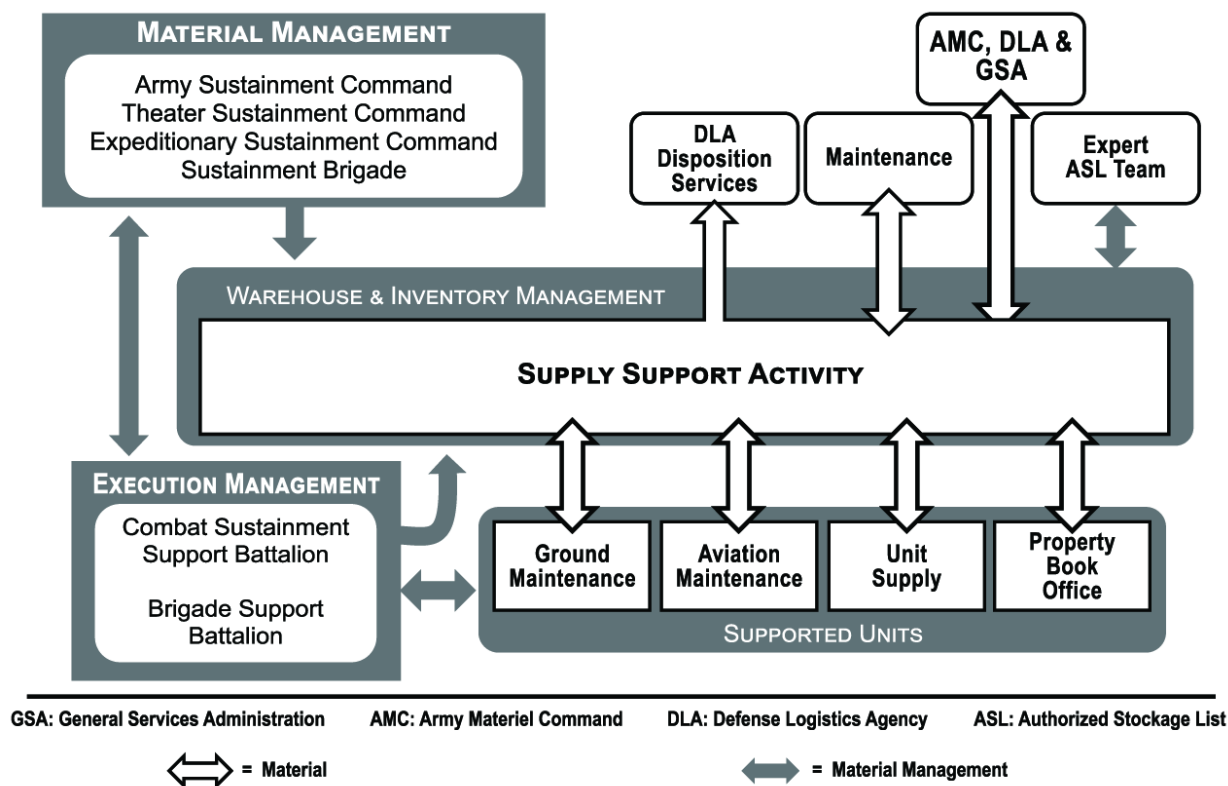 MATERIAL MANAGEMENT
Army Sustainment Command
Theater Sustainment Command
Expeditionary Sustainment Command
Sustainment Brigade
AMC, DLA &
GSA
DLA
Disposition
Services
Maintenance
Expert
ASL Team
WAREHOUSE & INVENTORY MANAGEMENT
SUPPLY SUPPORT ACTIVITY
EXECUTION MANAGEMENT
Combat Sustainment
Support Battalion
Brigade Support
Battalion
Ground
Maintenance
Aviation
Maintenance
Unit
Supply
Property
Book
Office
SUPPORTED UNITS
GSA: General Services Administration
AMC: Army Materiel Command
DLA: Defense Logistics Agency
ASL: Authorized Stockage List
= Material
= Material Management